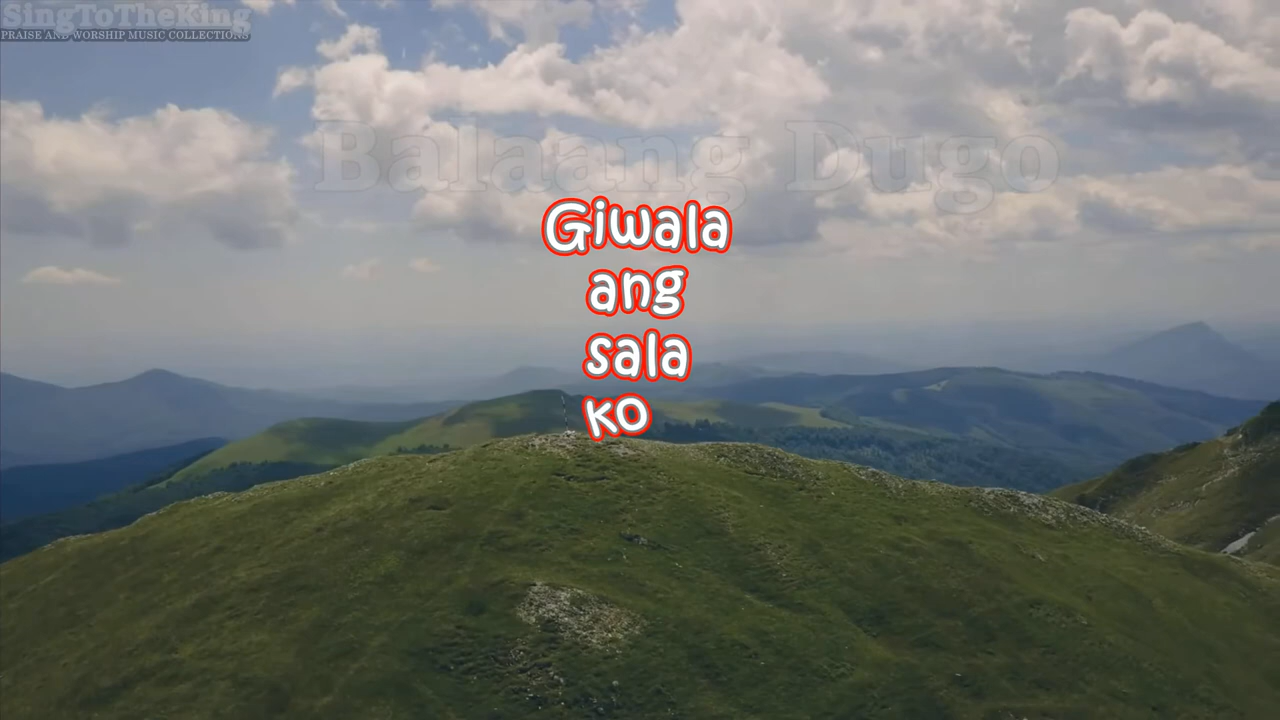 SingToTheKing
PRAISE AND WORSHIP MUSIC COLLECTIONS
Balaang Dugo
Giwala
ang
sala
ko